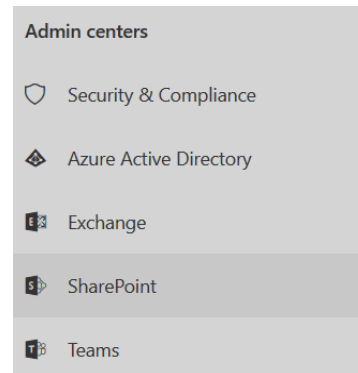 Admin centers
Security & Compliance
Azure Active Directory
Exchange
SharePoint
Teams